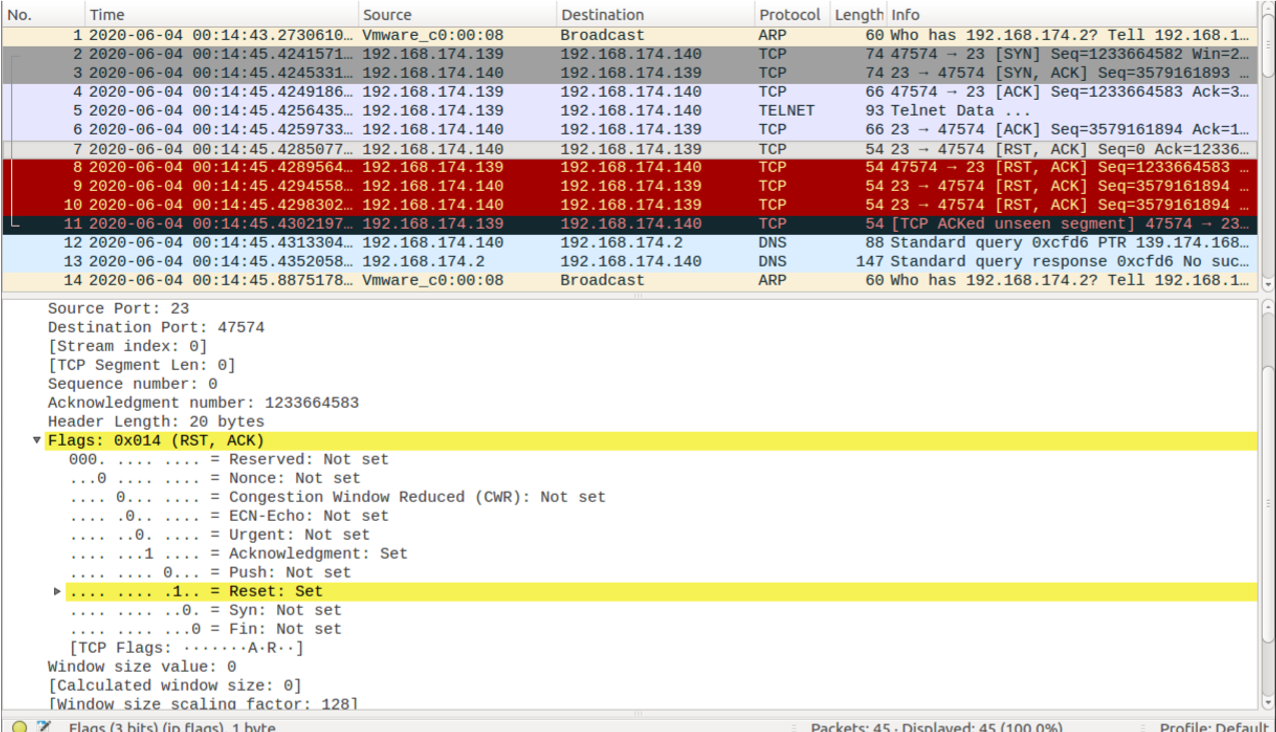 No. Time Source Destination Protocol Length Info
1 2020-06-04 00:14:43.2730610… Vmware_c0:00:08 Broadcast ARP 60 Who has 192.168.174.2? Tell 192.168.1…
2 2020-06-04 00:14:45.4241571… 192.168.174.139 192.168.174.140 TCP 74 47574 → 23 [SYN] Seq=1233664582 Win=2…
3 2020-06-04 00:14:45.4245331… 192.168.174.140 192.168.174.139 TCP 74 23 → 47574 [SYN, ACK] Seq=3579161893 …
4 2020-06-04 00:14:45.4249186… 192.168.174.139 192.168.174.140 TCP 66 47574 → 23 [ACK] Seq=1233664583 Ack=3…
5 2020-06-04 00:14:45.4256435… 192.168.174.139 192.168.174.140 TELNET 93 Telnet Data ...
6 2020-06-04 00:14:45.4259733… 192.168.174.140 192.168.174.139 TCP 66 23 → 47574 [ACK] Seq=3579161894 Ack=1…
7 2020-06-04 00:14:45.4285077… 192.168.174.140 192.168.174.139 TCP 54 23 → 47574 [RST, ACK] Seq=0 Ack=12336…
8 2020-06-04 00:14:45.4289564… 192.168.174.139 192.168.174.140 TCP 54 47574 → 23 [RST, ACK] Seq=1233664583 …
9 2020-06-04 00:14:45.4294558… 192.168.174.140 192.168.174.139 TCP 54 23 → 47574 [RST, ACK] Seq=3579161894 …
10 2020-06-04 00:14:45.4298302… 192.168.174.140 192.168.174.139 TCP 54 23 → 47574 [RST, ACK] Seq=3579161894 …
11 2020-06-04 00:14:45.4302197… 192.168.174.139 192.168.174.140 TCP 54 [TCP ACKed unseen segment] 47574 → 23…
12 2020-06-04 00:14:45.4313304… 192.168.174.140 192.168.174.2 DNS 88 Standard query 0xcfd6 PTR 139.174.168…
13 2020-06-04 00:14:45.4352058… 192.168.174.2 192.168.174.140 DNS 147 Standard query response 0xcfd6 No suc…
14 2020-06-04 00:14:45.8875178… Vmware_c0:00:08 Broadcast ARP 60 Who has 192.168.174.2? Tell 192.168.1…
Source Port: 23
Destination Port: 47574
[Stream index: 0]
[TCP Segment Len: 0]
Sequence number: 0
Acknowledgment number: 1233664583
Header Length: 20 bytes
Flags: 0x014 (RST, ACK)
000. .... .... = Reserved: Not set
...0 .... .... = Nonce: Not set
.... 0... .... = Congestion Window Reduced (CWR): Not set
.... .0.. .... = ECN-Echo: Not set
.... ..0. .... = Urgent: Not set
.... ...1 .... = Acknowledgment: Set
.... .... 0... = Push: Not set
.... .... .1.. = Reset: Set
.... .... ..0. = Syn: Not set
.... .... ...0 = Fin: Not set
[TCP Flags: ·······A·R··]
Window size value: 0
[Calculated window size: 0]
[Window size scaling factor: 128]
Flags (3 bits) (ip.flags), 1 byte Packets: 45 · Displayed: 45 (100.0%) Profile: Default